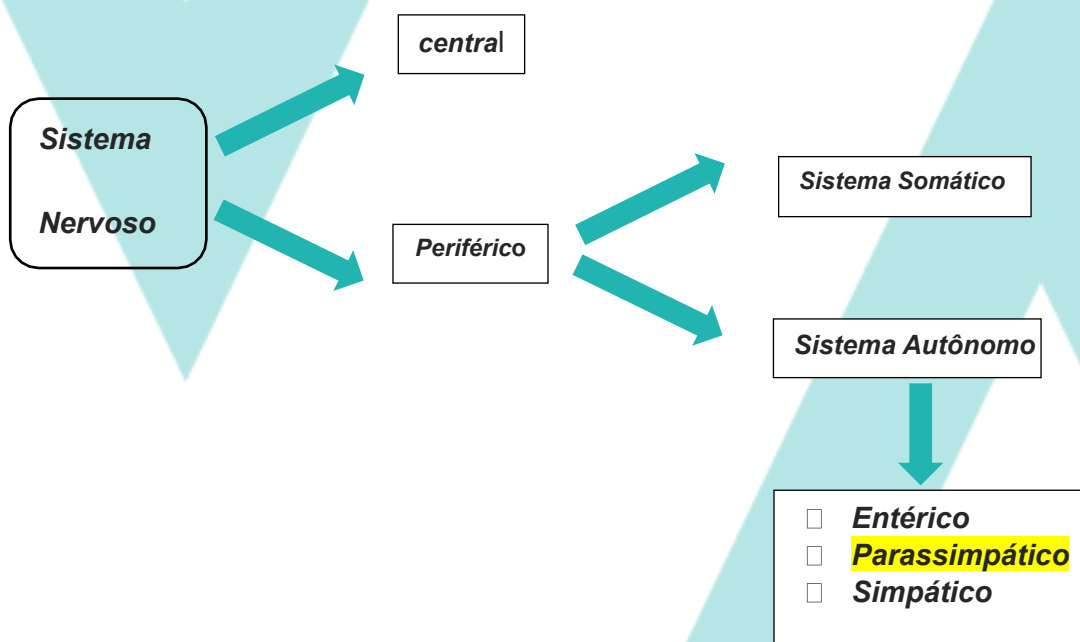 central
Sistema
Nervoso
Periférico
Sistema Somático
Sistema Autônomo
Entérico
Parassimpático
Simpático